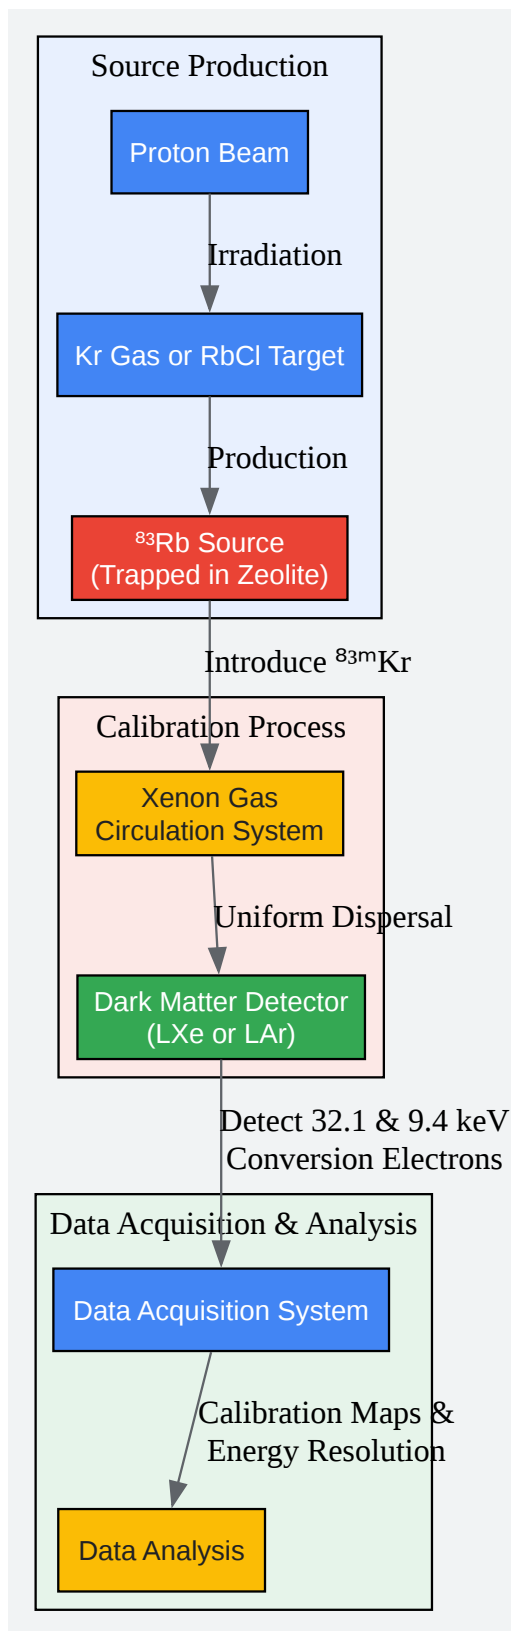 Source Production
Proton Beam
Irradiation
Kr Gas or RbCl Target
Production
⁸³Rb Source
(Trapped in Zeolite)
Introduce ⁸³ᵐKr
Calibration Process
Xenon Gas
Circulation System
Uniform Dispersal
Dark Matter Detector
(LXe or LAr)
Detect 32.1 & 9.4 keV
Conversion Electrons
Data Acquisition & Analysis
Data Acquisition System
Calibration Maps &
Energy Resolution
Data Analysis